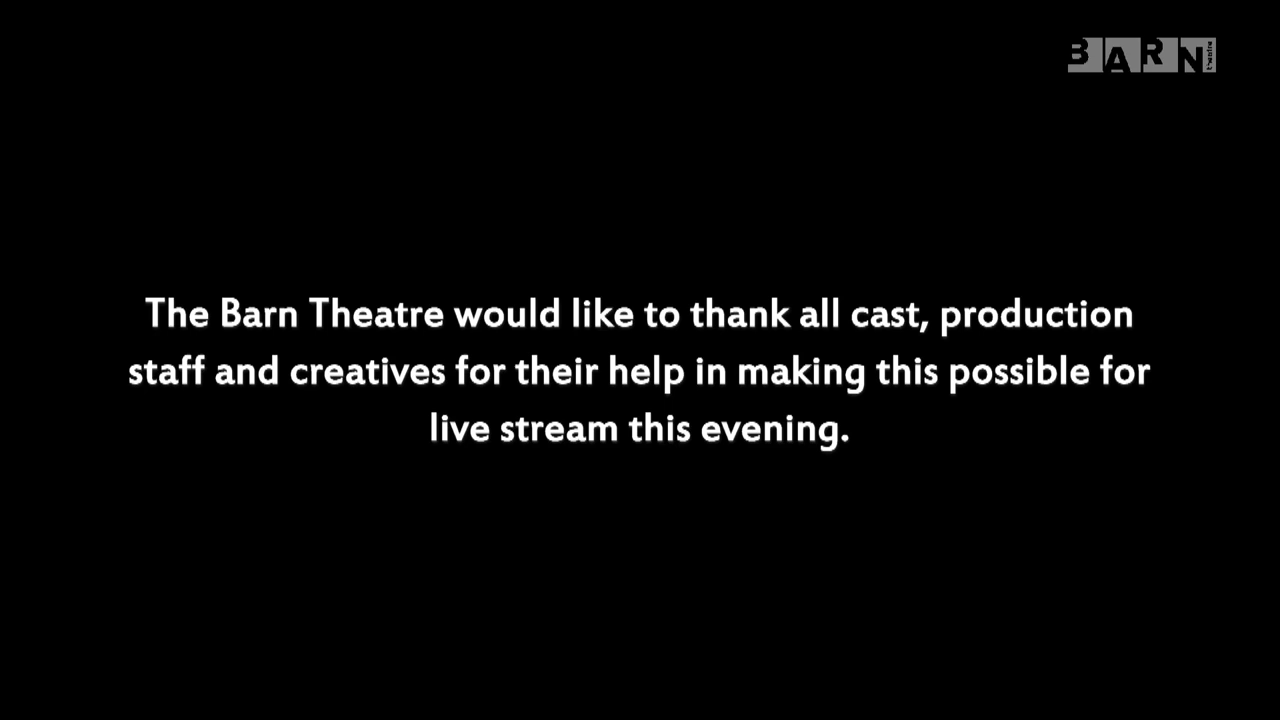 BARN theatre
The Barn Theatre would like to thank all cast, production
staff and creatives for their help in making this possible for
live stream this evening.